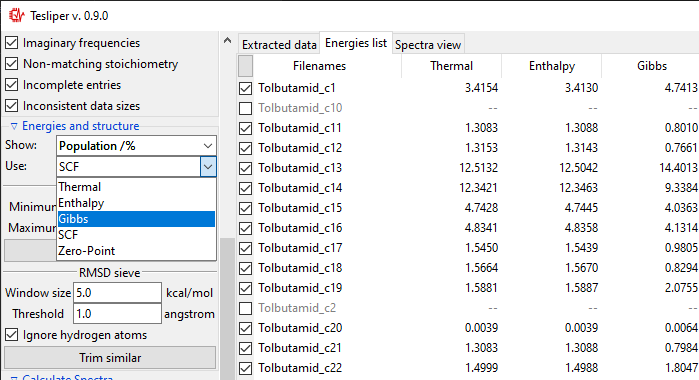 Tesliper v. 0.9.0
Imaginary frequencies
Non-matching stoichiometry
Incomplete entries
Inconsistent data sizes
Energies and structure
Show: Population /%
Use: SCF
Thermal
Enthalpy
Gibbs
SCF
Zero-Point
Minimum
Maximum
RMSD sieve
Window size 5.0 kcal/mol
Threshold 1.0 angstrom
Ignore hydrogen atoms
Trim similar
Calculate Spectra
Extracted data Energies list Spectra view
Filenames Thermal Enthalpy Gibbs
Tolbutamid_c1 3.4154 3.4130 4.7413
Tolbutamid_c10 -- -- --
Tolbutamid_c11 1.3083 1.3088 0.8010
Tolbutamid_c12 1.3153 1.3143 0.7661
Tolbutamid_c13 12.5132 12.5042 14.4013
Tolbutamid_c14 12.3421 12.3463 9.3384
Tolbutamid_c15 4.7428 4.7445 4.0363
Tolbutamid_c16 4.8341 4.8358 4.1314
Tolbutamid_c17 1.5450 1.5439 0.9805
Tolbutamid_c18 1.5664 1.5670 0.8294
Tolbutamid_c19 1.5881 1.5887 2.0755
Tolbutamid_c2 -- -- --
Tolbutamid_c20 0.0039 0.0039 0.0064
Tolbutamid_c21 1.3083 1.3088 0.7984
Tolbutamid_c22 1.4999 1.4988 1.8047